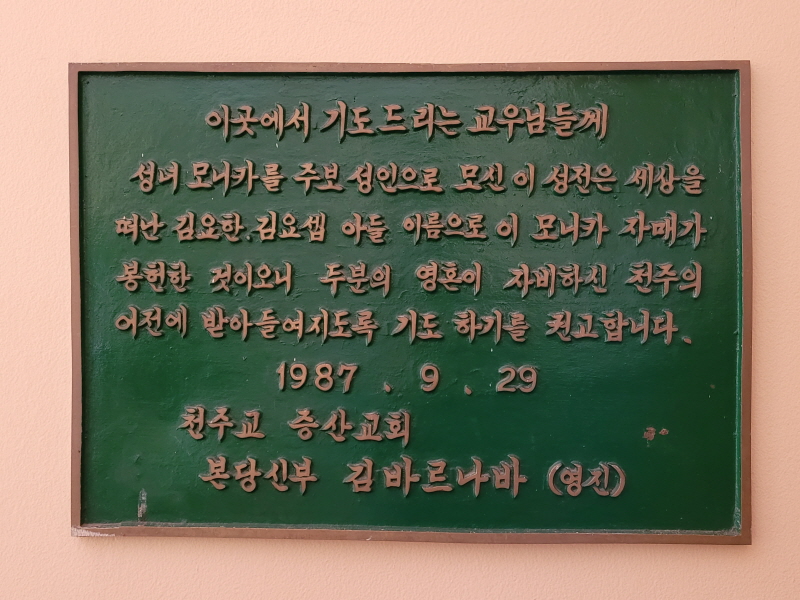 이곳에서 기도 드리는 교우님들께
성녀 모니카를 주보 성인으로 모신 이 성전은 세상을
떠난 김요한. 김요셉 아들 이름으로 이 모니카 자매가
봉헌한 것이오니 두분의 영혼이 자비하신 천주의
어전에 받아들여지도록 기도 하기를 권고합니다.
1987 . 9 . 29
천주교 증산교회
본당신부 김바르나바 (영진)